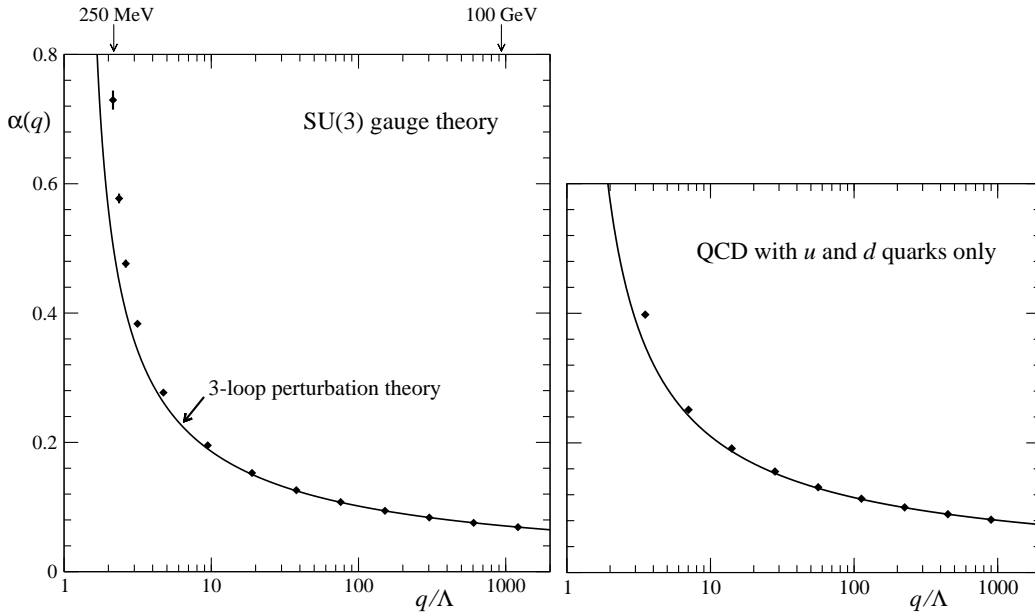 250 MeV
100 GeV
0.8
α(q)
SU(3) gauge theory
0.6
QCD with u and d quarks only
0.4
3-loop perturbation theory
0.2
0
1
10
100
1000
q/Λ
1
10
100
1000
q/Λ